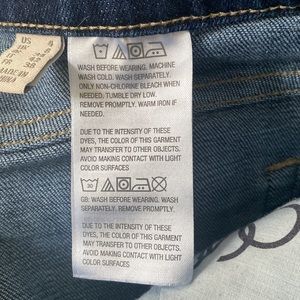 WASH BEFORE WEARING. MACHINE
WASH COLD. WASH SEPARATELY.
ONLY NON-CHLORINE BLEACH WHEN
NEEDED. TUMBLE DRY LOW.
REMOVE PROMPTLY. WARM IRON IF
NEEDED.
DUE TO THE INTENSITY OF THESE
DYES, THE COLOR OF THIS GARMENT
MAY TRANSFER TO OTHER OBJECTS.
AVOID MAKING CONTACT WITH LIGHT
COLOR SURFACES
30
GB: WASH BEFORE WEARING. WASH
SEPARATELY. REMOVE PROMPTLY.
DUE TO THE INTENSITY OF THESE
DYES, THE COLOR OF THIS GARMENT
MAY TRANSFER TO OTHER OBJECTS.
AVOID MAKING CONTACT WITH LIGHT
COLOR SURFACES
US
FR
MADE IN